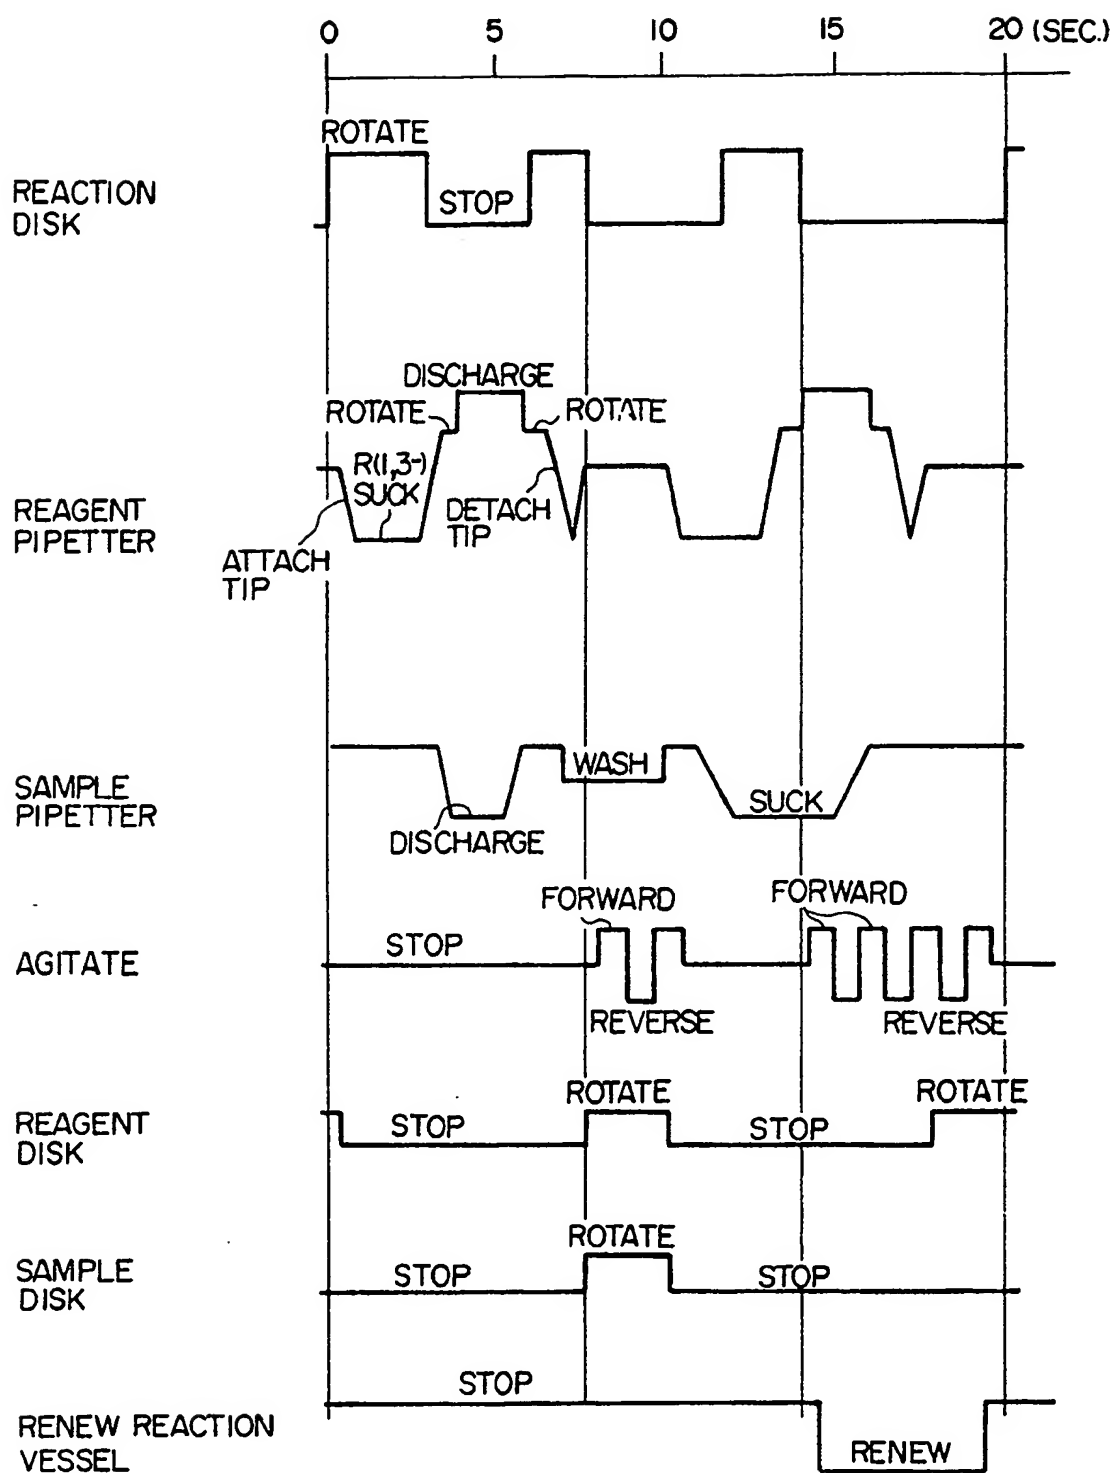 0 5 10 15 20 (SEC.)
ROTATE
REACTION
DISK
STOP
DISCHARGE
ROTATE
ROTATE
R(1,3-)
SUCK
DETACH
TIP
REAGENT
PIPETTER
ATTACH
TIP
SAMPLE
PIPETTER
WASH
SUCK
DISCHARGE
FORWARD
FORWARD
AGITATE
STOP
REVERSE
REVERSE
REAGENT
DISK
STOP
ROTATE
STOP
ROTATE
SAMPLE
DISK
STOP
ROTATE
STOP
RENEW REACTION
VESSEL
STOP
RENEW